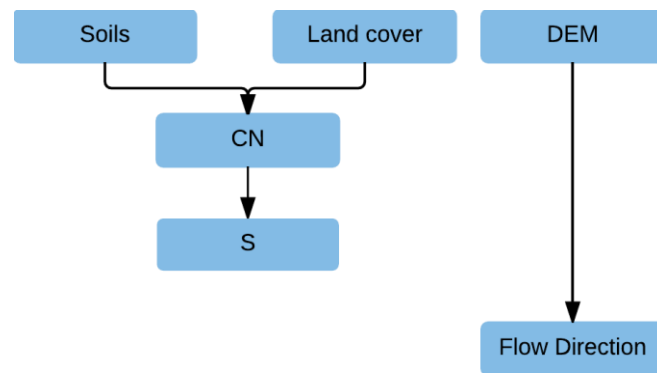 Soils
Land cover
DEM
CN
S
Flow Direction